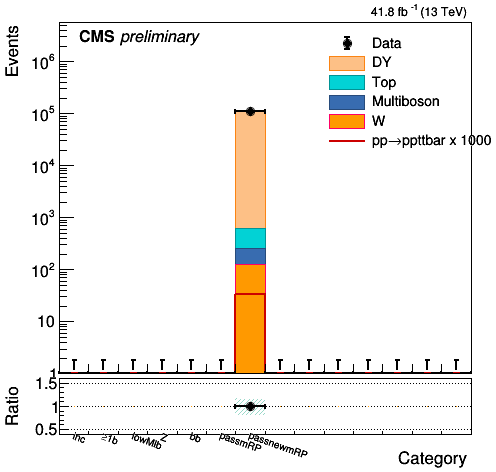 41.8 fb⁻¹ (13 TeV)
CMS preliminary
Events
10⁶
10⁵
10⁴
10³
10²
10
1
Data
DY
Top
Multiboson
W
pp→ppttbar x 1000
Ratio
1.5
1
0.5
inc ≥1b lowMlb Z bb passmRP passnewmRP
Category